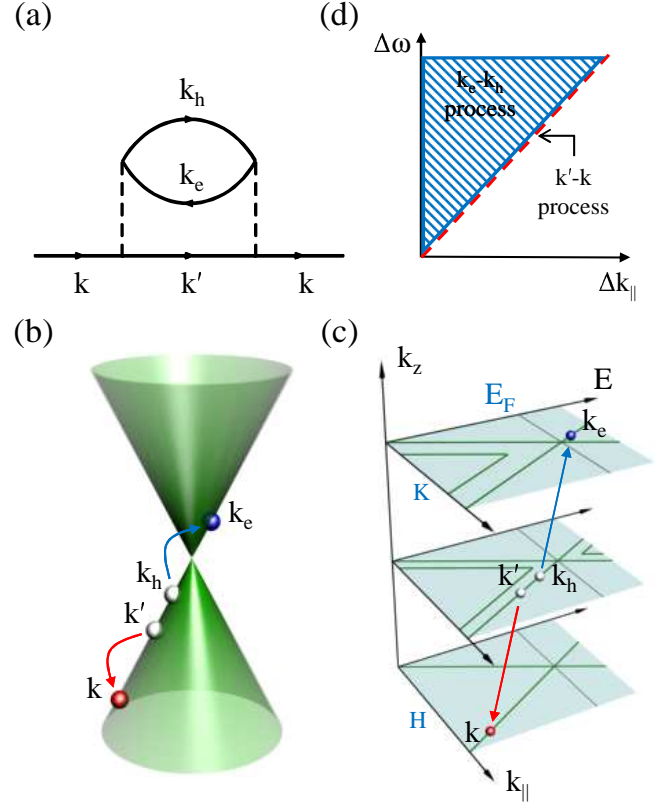 (a)
k_h
k_e
k
k′
k
(d)
Δω
k_e-k_h
process
k′-k
process
Δk_||
(b)
k_e
k_h
k′
k
(c)
k_z
E
E_F
k_e
K
k′
k_h
k
H
k_||